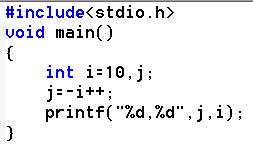 #include<stdio.h>
void main()
{
    int i=10,j;
    j=-i++;
    printf("%d,%d",j,i);
}